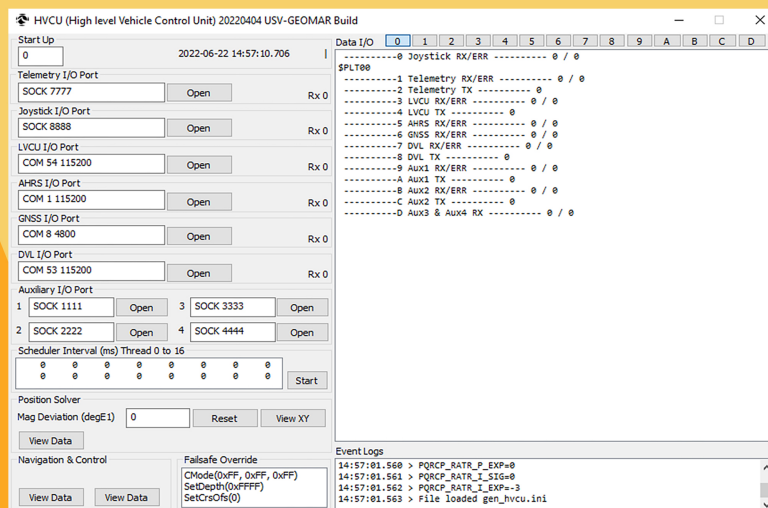 HVCU (High level Vehicle Control Unit) 20220404 USV-GEOMAR Build
Start Up
0
2022-06-22 14:57:10.706
Telemetry I/O Port
SOCK 7777
Open
Rx 0
Joystick I/O Port
SOCK 8888
Open
Rx 0
LVCU I/O Port
COM 54 115200
Open
Rx 0
AHRS I/O Port
COM 1 115200
Open
Rx 0
GNSS I/O Port
COM 8 4800
Open
Rx 0
DVL I/O Port
COM 53 115200
Open
Rx 0
Auxiliary I/O Port
1 SOCK 1111 Open 3 SOCK 3333 Open
2 SOCK 2222 Open 4 SOCK 4444 Open
Scheduler Interval (ms) Thread 0 to 16
0 0 0 0 0 0 0 0
0 0 0 0 0 0 0 0
Start
Position Solver
Mag Deviation (degE1) 0 Reset View XY
View Data
Navigation & Control
View Data View Data
Failsafe Override
CMode(0xFF, 0xFF, 0xFF)
SetDepth(0xFFFF)
SetCrsOfs(0)
Data I/O 0 1 2 3 4 5 6 7 8 9 A B C D
----------0 Joystick RX/ERR ---------- 0 / 0
$PLT00
----------1 Telemetry RX/ERR ---------- 0 / 0
----------2 Telemetry TX ---------- 0
----------3 LVCU RX/ERR ---------- 0 / 0
----------4 LVCU TX ---------- 0
----------5 AHRS RX/ERR ---------- 0 / 0
----------6 GNSS RX/ERR ---------- 0 / 0
----------7 DVL RX/ERR ---------- 0 / 0
----------8 DVL TX ---------- 0
----------9 Aux1 RX/ERR ---------- 0 / 0
----------A Aux1 TX ---------- 0
----------B Aux2 RX/ERR ---------- 0 / 0
----------C Aux2 TX ---------- 0
----------D Aux3 & Aux4 RX ---------- 0 / 0
Event Logs
14:57:01.560 > PQRCP_RATR_P_EXP=0
14:57:01.561 > PQRCP_RATR_I_SIG=0
14:57:01.562 > PQRCP_RATR_I_EXP=-3
14:57:01.563 > File loaded gen_hvcu.ini